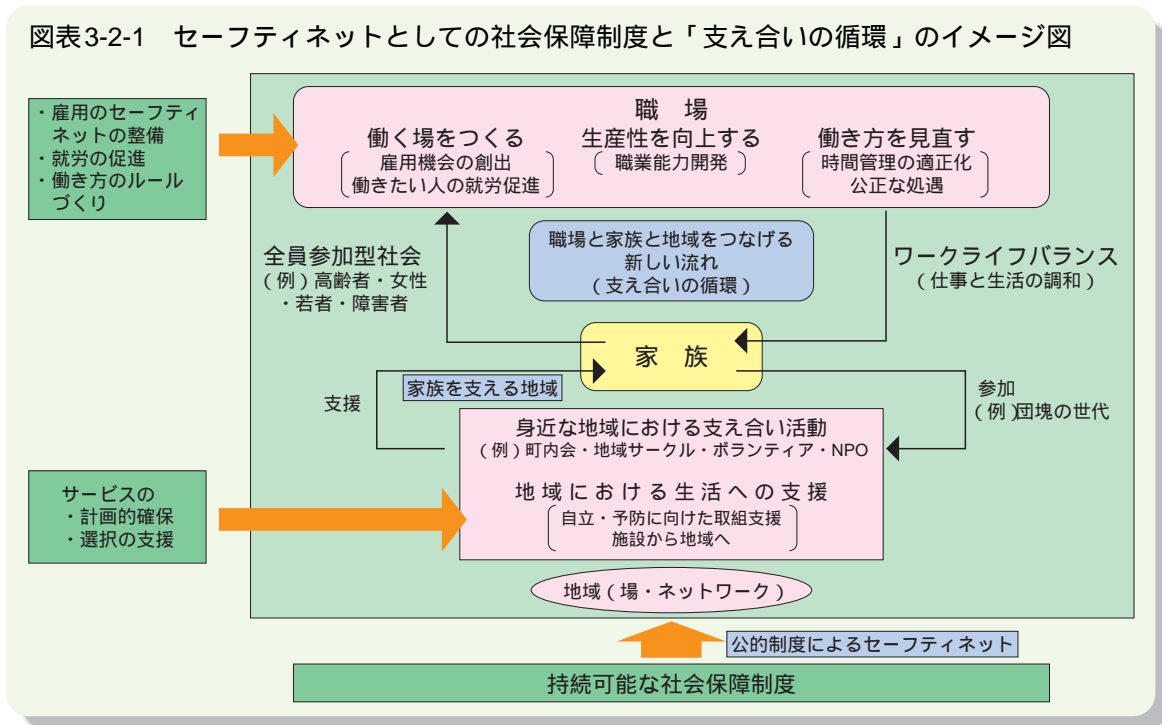 図表3-2-1 セーフティネットとしての社会保障制度と「支え合いの循環」のイメージ図
・雇用のセーフティ
ネットの整備
・就労の促進
・働き方のルール
づくり
職 場
働く場をつくる
雇用機会の創出
働きたい人の就労促進
生産性を向上する
職業能力開発
働き方を見直す
時間管理の適正化
公正な処遇
職場と家族と地域をつなげる
新しい流れ
(支え合いの循環)
全員参加型社会
(例)高齢者・女性
・若者・障害者
ワークライフバランス
(仕事と生活の調和)
家 族
家族を支える地域
支援
参加
(例)団塊の世代
身近な地域における支え合い活動
(例)町内会・地域サークル・ボランティア・NPO
地域における生活への支援
自立・予防に向けた取組支援
施設から地域へ
サービスの
・計画的確保
・選択の支援
地域(場・ネットワーク)
公的制度によるセーフティネット
持続可能な社会保障制度